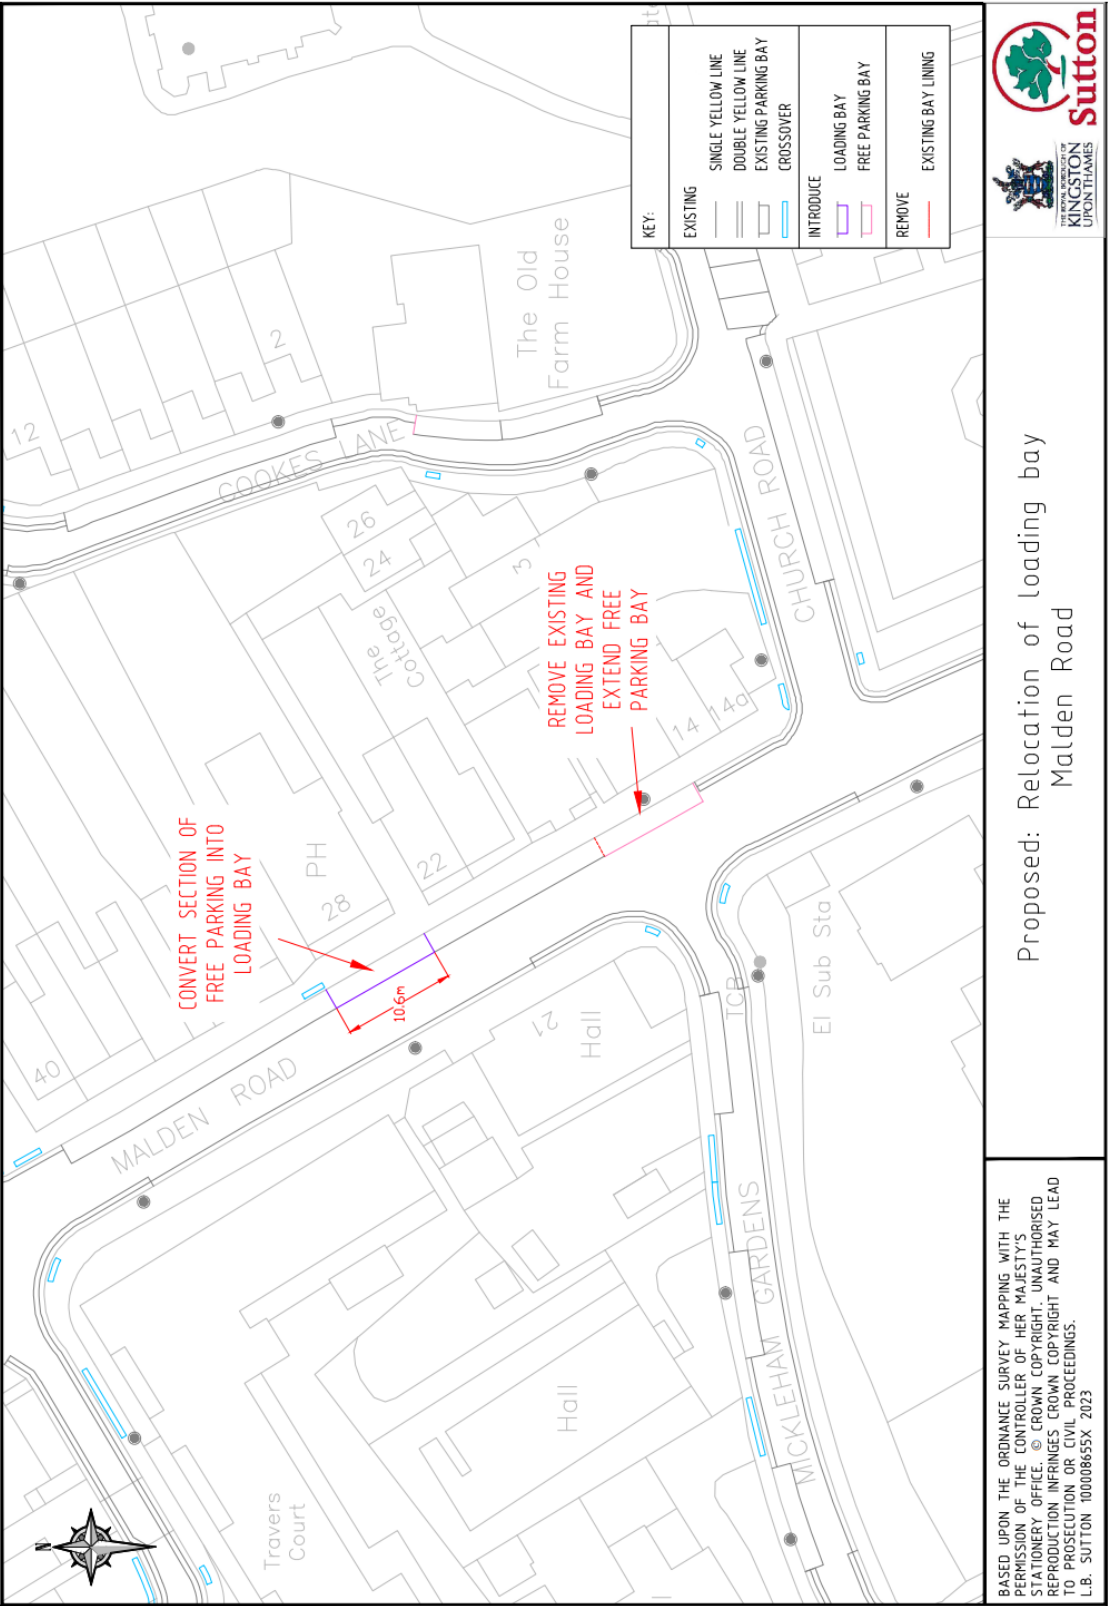 KEY:
EXISTING
SINGLE YELLOW LINE
DOUBLE YELLOW LINE
EXISTING PARKING BAY
CROSSOVER
INTRODUCE
LOADING BAY
FREE PARKING BAY
REMOVE
EXISTING BAY LINING
N
12
2
The Old
Farm House
COOKES LANE
26
24
The
Cottage
3
CHURCH ROAD
REMOVE EXISTING
LOADING BAY AND
EXTEND FREE
PARKING BAY
14
14a
CONVERT SECTION OF
FREE PARKING INTO
LOADING BAY
PH
28
22
10.6m
40
MALDEN ROAD
21
Hall
TCB
El Sub Sta
MICKLEHAM GARDENS
Hall
Travers
Court
BASED UPON THE ORDNANCE SURVEY MAPPING WITH THE
PERMISSION OF THE CONTROLLER OF HER MAJESTY'S
STATIONERY OFFICE. © CROWN COPYRIGHT. UNAUTHORISED
REPRODUCTION INFRINGES CROWN COPYRIGHT AND MAY LEAD
TO PROSECUTION OR CIVIL PROCEEDINGS.
L.B. SUTTON 100008655X 2023
Proposed: Relocation of loading bay
Malden Road
THE ROYAL BOROUGH OF
KINGSTON
UPON THAMES
Sutton